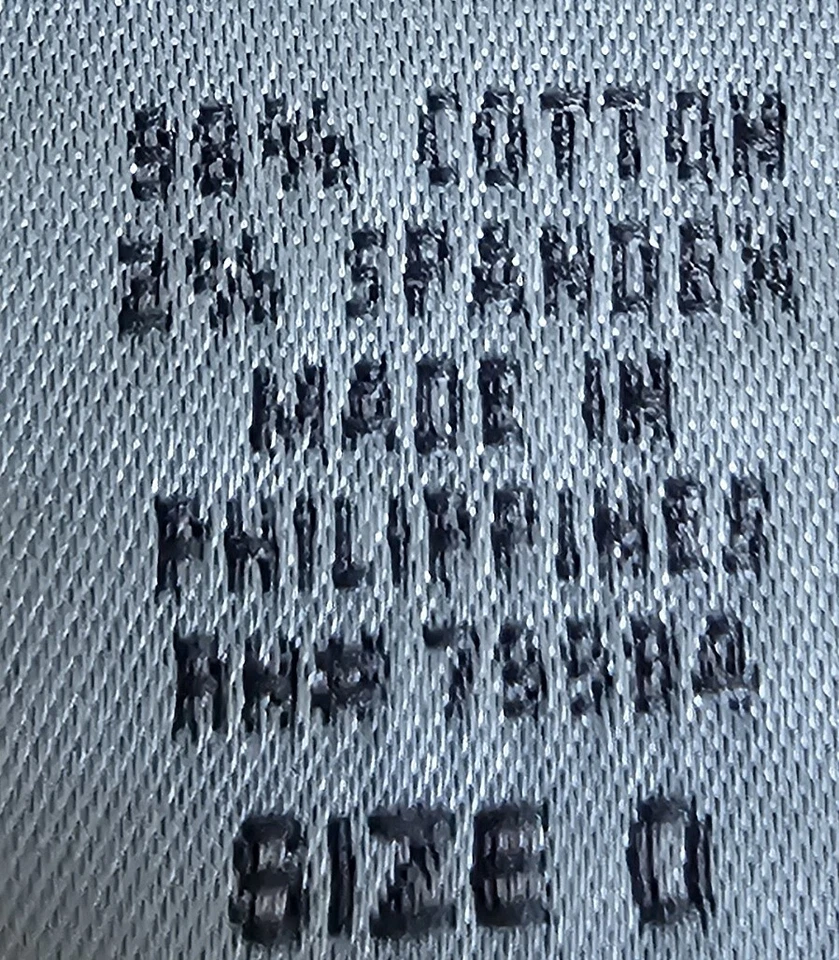 98% COTTON
2% SPANDEX
MADE IN
PHILIPPINES
RN#
SIZE 0